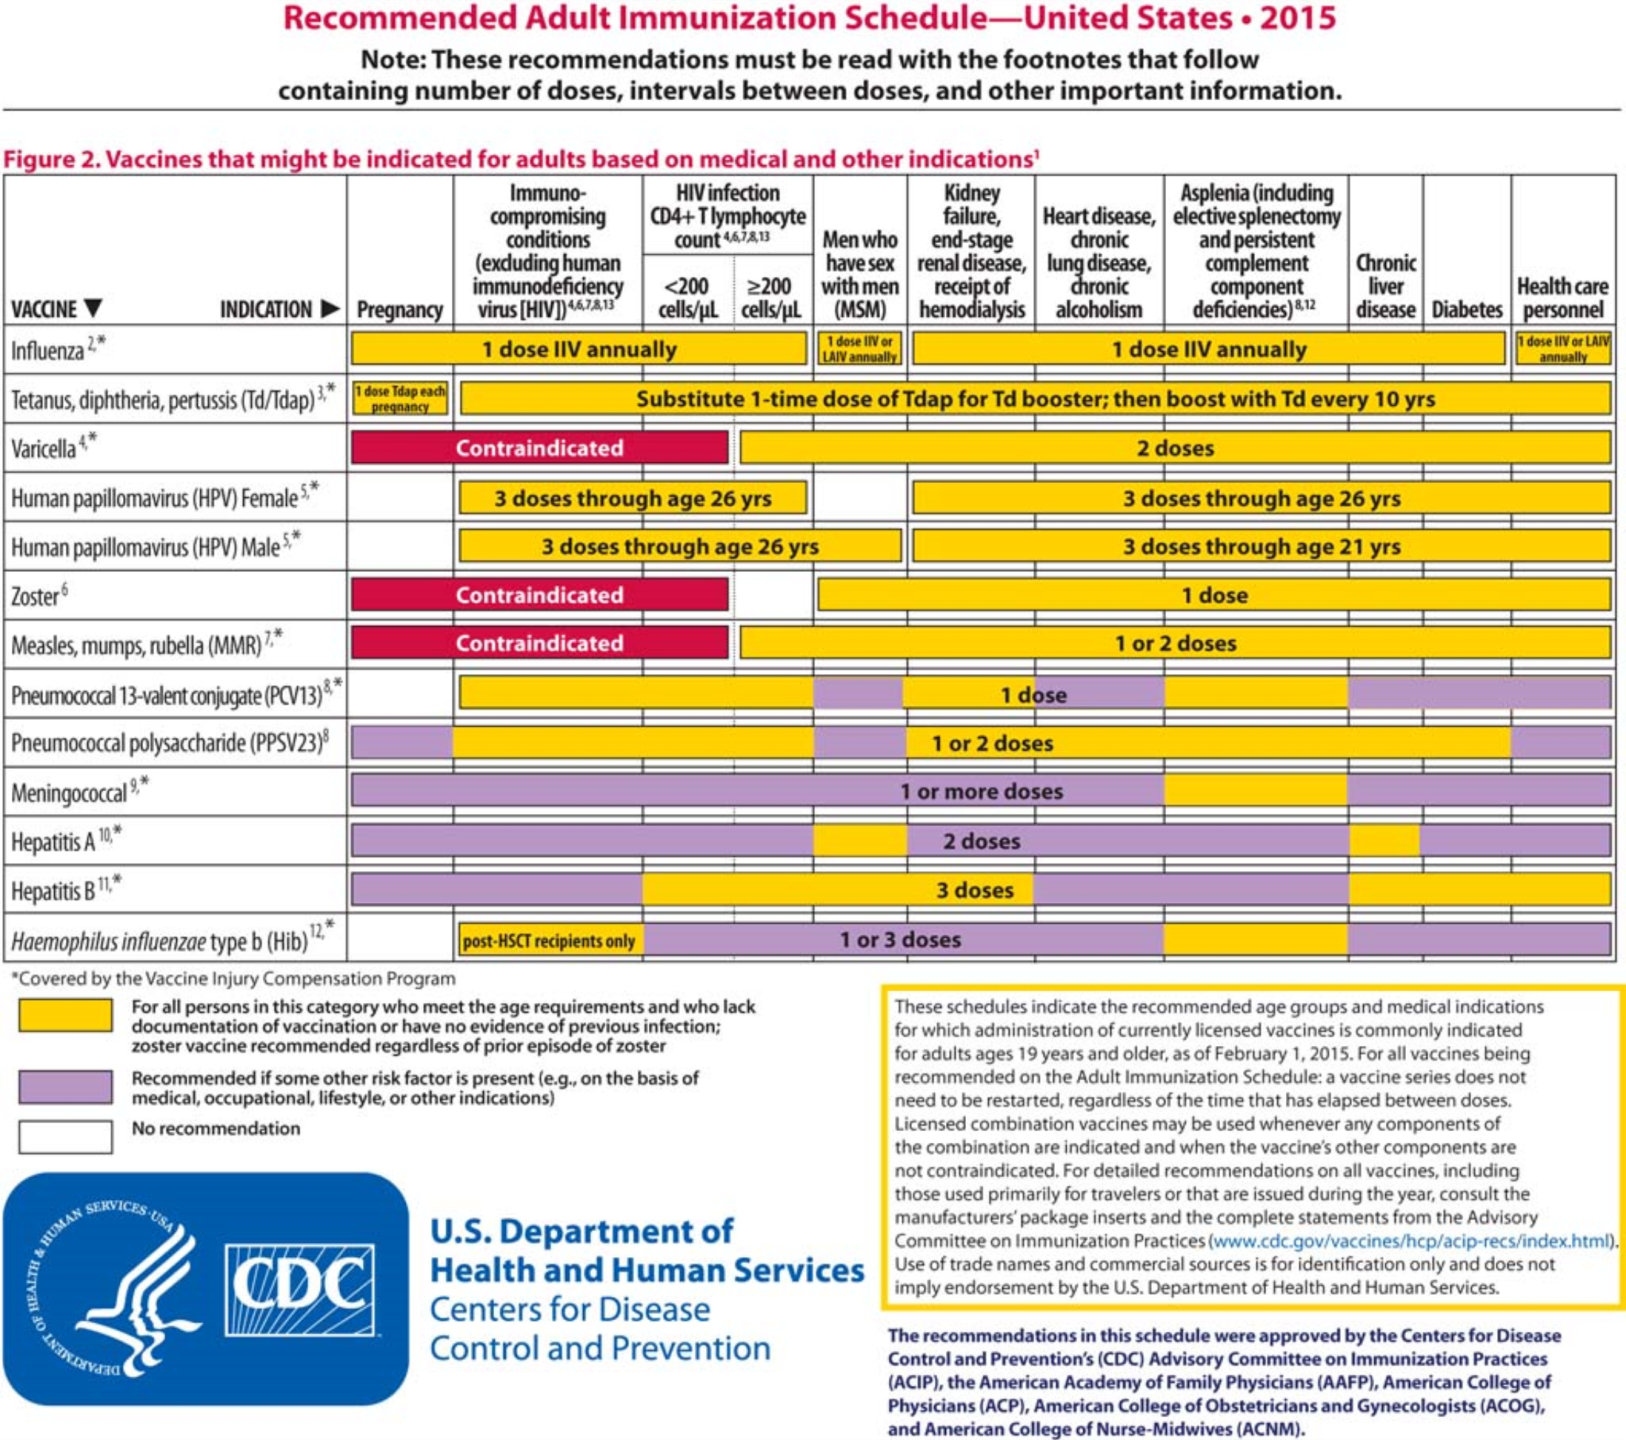 Recommended Adult Immunization Schedule—United States • 2015
Note: These recommendations must be read with the footnotes that follow
containing number of doses, intervals between doses, and other important information.
Figure 2. Vaccines that might be indicated for adults based on medical and other indications¹
VACCINE ▼ INDICATION ►
Pregnancy
Immuno-
compromising
conditions
(excluding human
immunodeficiency
virus [HIV])4,6,7,8,13
HIV infection
CD4+ T lymphocyte
count 4,6,7,8,13
<200
cells/µL
≥200
cells/µL
Men who
have sex
with men
(MSM)
Kidney
failure,
end-stage
renal disease,
receipt of
hemodialysis
Heart disease,
chronic
lung disease,
chronic
alcoholism
Asplenia (including
elective splenectomy
and persistent
complement
component
deficiencies) 8,12
Chronic
liver
disease
Diabetes
Health care
personnel
Influenza 2,*
1 dose IIV annually
1 dose IIV or
LAIV annually
1 dose IIV annually
1 dose IIV or LAIV
annually
Tetanus, diphtheria, pertussis (Td/Tdap) 3,*
1 dose Tdap each
pregnancy
Substitute 1-time dose of Tdap for Td booster; then boost with Td every 10 yrs
Varicella 4,*
Contraindicated
2 doses
Human papillomavirus (HPV) Female 5,*
3 doses through age 26 yrs
3 doses through age 26 yrs
Human papillomavirus (HPV) Male 5,*
3 doses through age 26 yrs
3 doses through age 21 yrs
Zoster 6
Contraindicated
1 dose
Measles, mumps, rubella (MMR) 7,*
Contraindicated
1 or 2 doses
Pneumococcal 13-valent conjugate (PCV13) 8,*
1 dose
Pneumococcal polysaccharide (PPSV23)8
1 or 2 doses
Meningococcal 9,*
1 or more doses
Hepatitis A 10,*
2 doses
Hepatitis B 11,*
3 doses
Haemophilus influenzae type b (Hib) 12,*
post-HSCT recipients only
1 or 3 doses
*Covered by the Vaccine Injury Compensation Program
For all persons in this category who meet the age requirements and who lack
documentation of vaccination or have no evidence of previous infection;
zoster vaccine recommended regardless of prior episode of zoster
Recommended if some other risk factor is present (e.g., on the basis of
medical, occupational, lifestyle, or other indications)
No recommendation
These schedules indicate the recommended age groups and medical indications
for which administration of currently licensed vaccines is commonly indicated
for adults ages 19 years and older, as of February 1, 2015. For all vaccines being
recommended on the Adult Immunization Schedule: a vaccine series does not
need to be restarted, regardless of the time that has elapsed between doses.
Licensed combination vaccines may be used whenever any components of
the combination are indicated and when the vaccine's other components are
not contraindicated. For detailed recommendations on all vaccines, including
those used primarily for travelers or that are issued during the year, consult the
manufacturers' package inserts and the complete statements from the Advisory
Committee on Immunization Practices (www.cdc.gov/vaccines/hcp/acip-recs/index.html).
Use of trade names and commercial sources is for identification only and does not
imply endorsement by the U.S. Department of Health and Human Services.
DEPARTMENT OF HEALTH & HUMAN SERVICES · USA
CDC
U.S. Department of
Health and Human Services
Centers for Disease
Control and Prevention
The recommendations in this schedule were approved by the Centers for Disease
Control and Prevention's (CDC) Advisory Committee on Immunization Practices
(ACIP), the American Academy of Family Physicians (AAFP), American College of
Physicians (ACP), American College of Obstetricians and Gynecologists (ACOG),
and American College of Nurse-Midwives (ACNM).